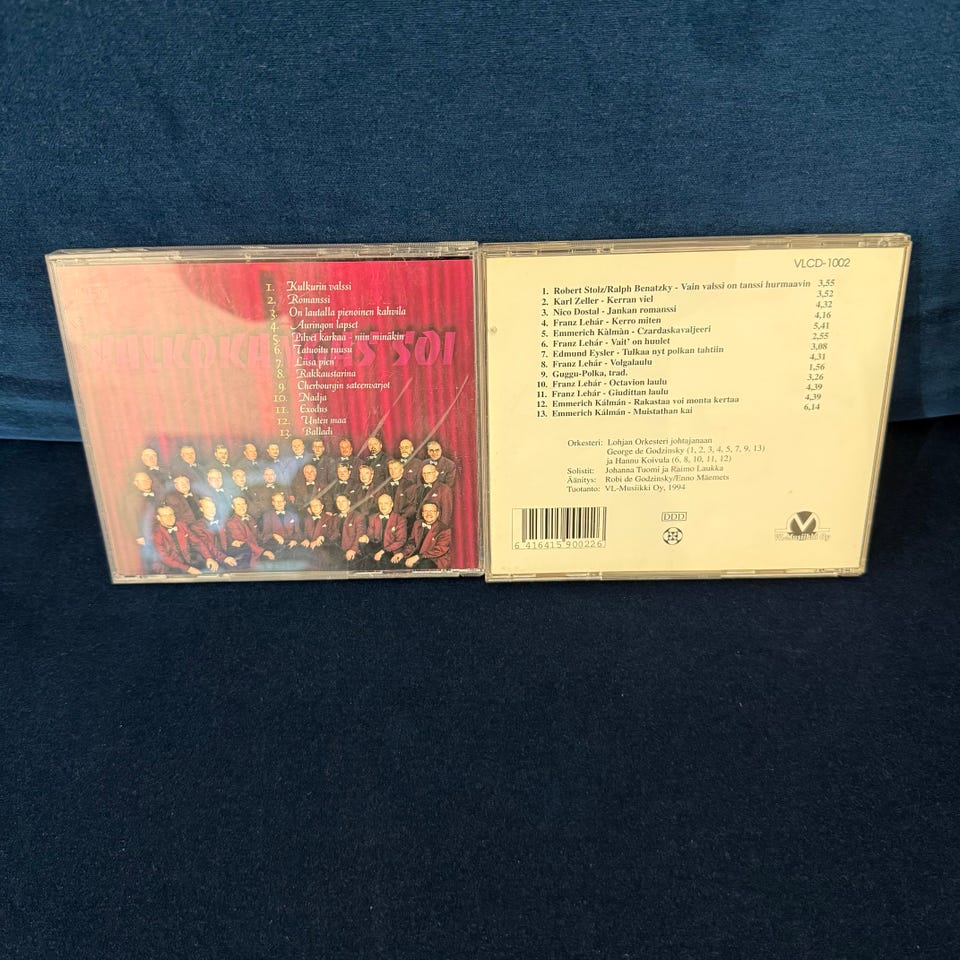 1. Kulkurin valssi
2. Romanssi
3. On lautalla pienoinen kahvila
4. Auringon lapset
5. Pilvet karkaa - niin minäkin
6. Tatuoitu ruusu
7. Liisa pien
8. Rakkaustarina
9. Cherbourgin sateenvarjot
10. Nadja
11. Exodus
12. Unten maa
13. Balladi
SOI
VLCD-1002
1. Robert Stolz/Ralph Benatzky - Vain valssi on tanssi hurmaavin 3,55
2. Karl Zeller - Kerran viel 3,52
3. Nico Dostal - Jankan romanssi 4,32
4. Franz Lehár - Kerro miten 4,16
5. Emmerich Kàlmàn - Czardaskavaljeeri 5,41
6. Franz Lehár - Vait' on huulet 2,55
7. Edmund Eysler - Tulkaa nyt polkan tahtiin 3,08
8. Franz Lehár - Volgalaulu 4,31
9. Guggu-Polka, trad. 1,56
10. Franz Lehár - Octavion laulu 3,26
11. Franz Lehár - Giudittan laulu 4,39
12. Emmerich Kálmán - Rakastaa voi monta kertaa 4,39
13. Emmerich Kálmán - Muistathan kai 6,14
Orkesteri: Lohjan Orkesteri johtajanaan
George de Godzinsky (1, 2, 3, 4, 5, 7, 9, 13)
ja Hannu Koivula (6, 8, 10, 11, 12)
Solistit: Johanna Tuomi ja Raimo Laukka
Äänitys: Robi de Godzinsky/Enno Mäemets
Tuotanto: VL-Musiikki Oy, 1994
DDD
6 416415 900226
VL-Musiikki Oy